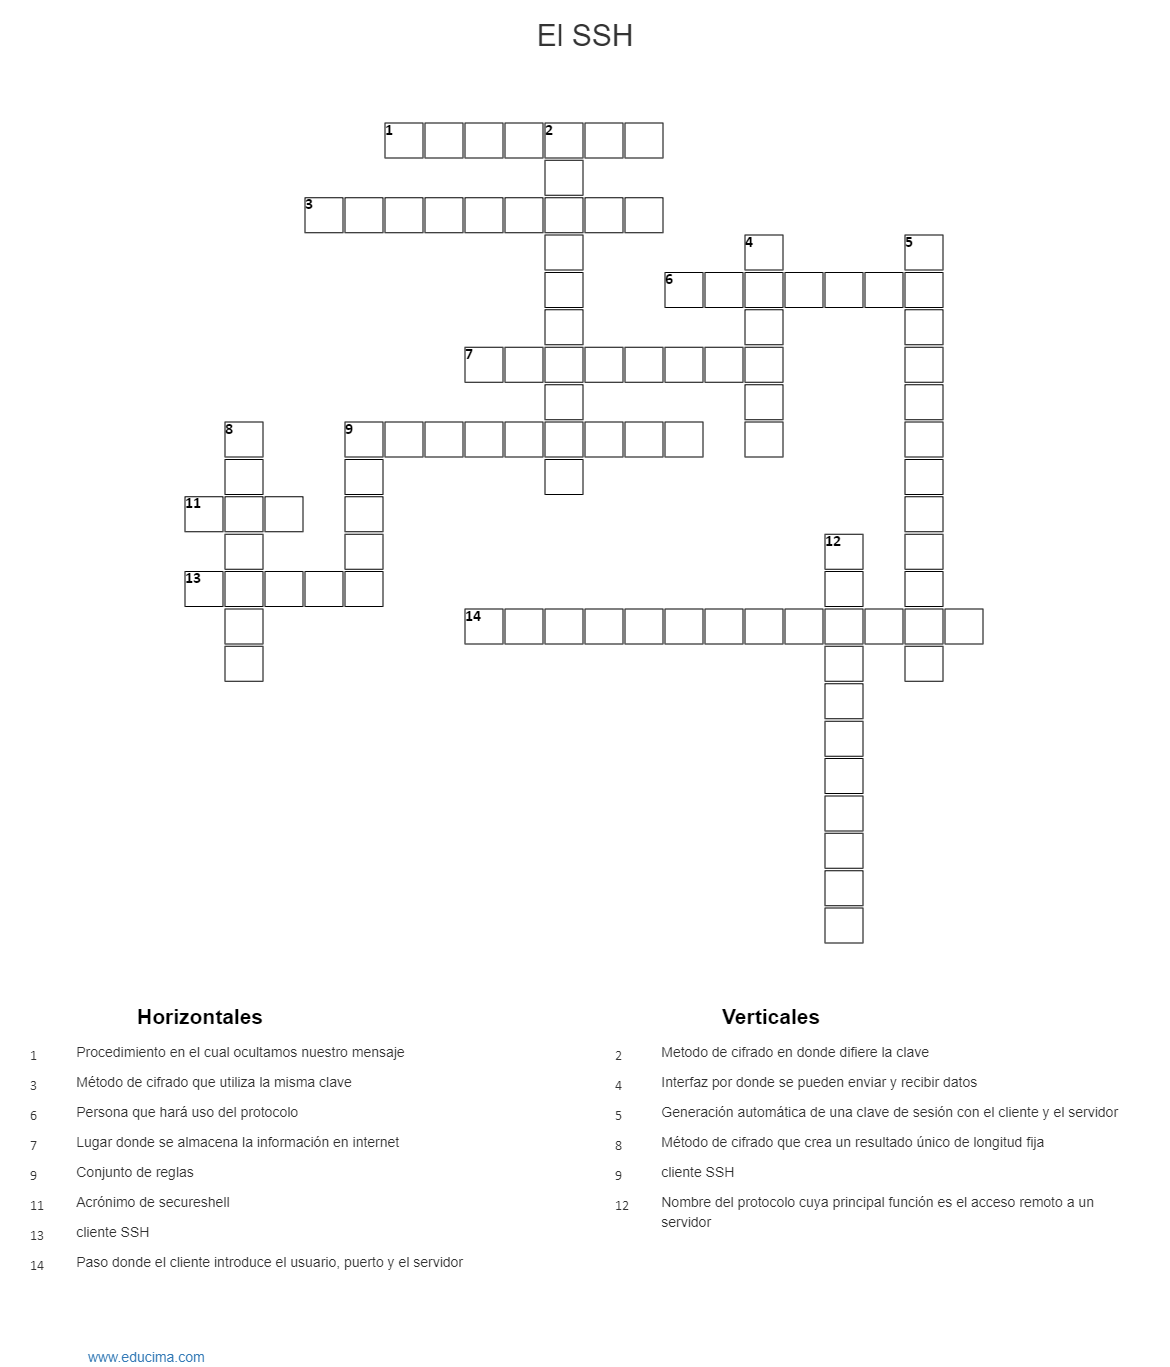 El SSH
1 2
3
4 5
6
7
8 9
11
12
13
14
Horizontales
1 Procedimiento en el cual ocultamos nuestro mensaje
3 Método de cifrado que utiliza la misma clave
6 Persona que hará uso del protocolo
7 Lugar donde se almacena la información en internet
9 Conjunto de reglas
11 Acrónimo de secureshell
13 cliente SSH
14 Paso donde el cliente introduce el usuario, puerto y el servidor
Verticales
2 Metodo de cifrado en donde difiere la clave
4 Interfaz por donde se pueden enviar y recibir datos
5 Generación automática de una clave de sesión con el cliente y el servidor
8 Método de cifrado que crea un resultado único de longitud fija
9 cliente SSH
12 Nombre del protocolo cuya principal función es el acceso remoto a un
servidor
www.educima.com